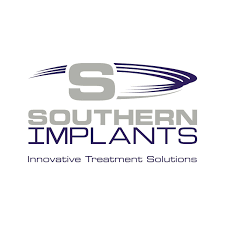 S
SOUTHERN
IMPLANTS
Innovative Treatment Solutions